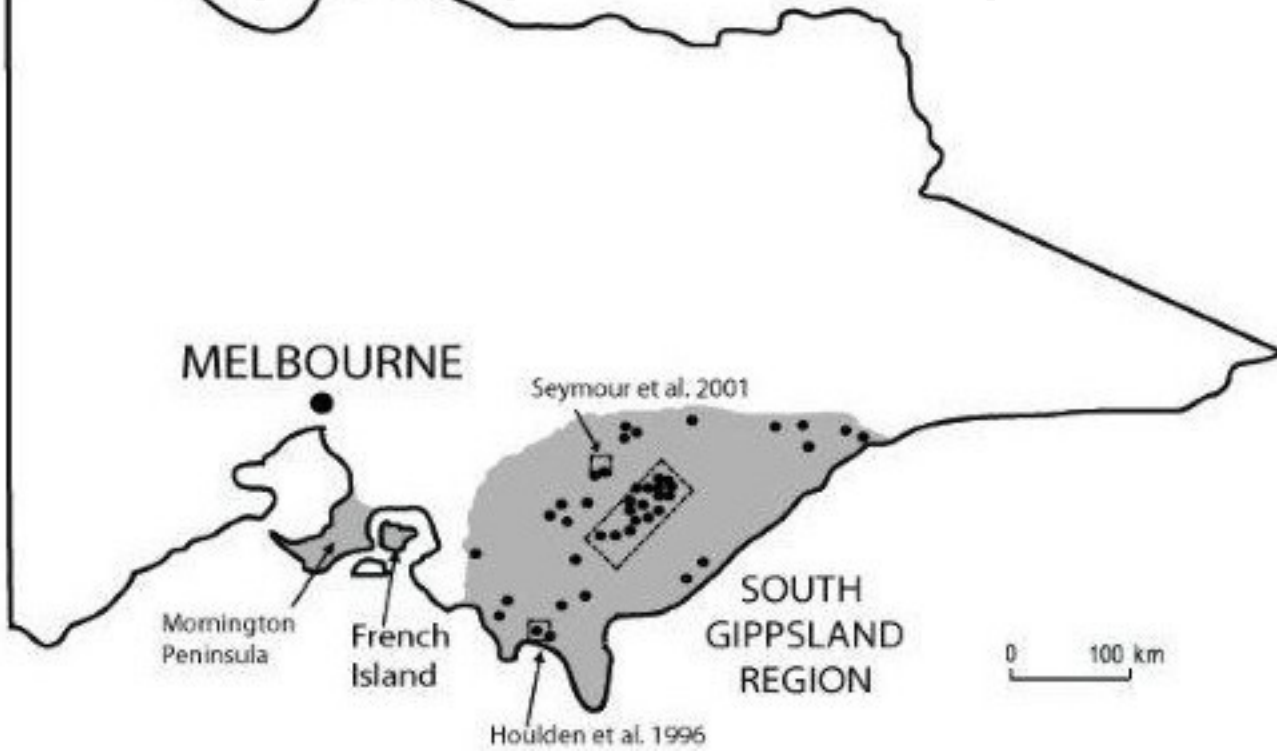 MELBOURNE
Seymour et al. 2001
Mornington
Peninsula
French
Island
SOUTH
GIPPSLAND
REGION
0 100 km
Houlden et al. 1996